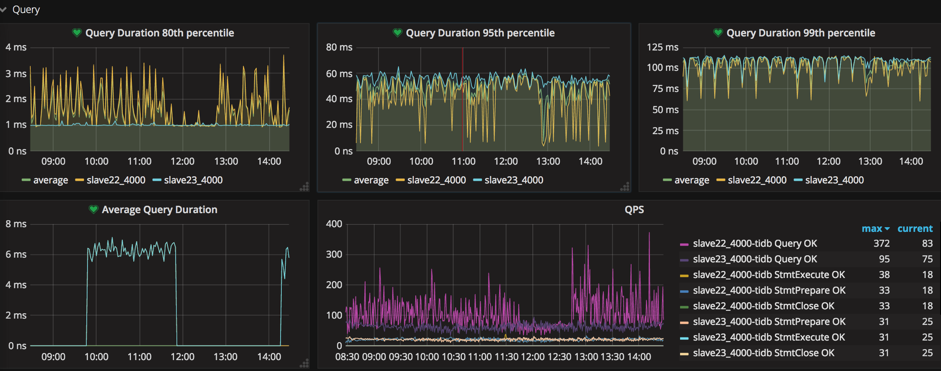 Query
Query Duration 80th percentile
4 ms
3 ms
2 ms
1 ms
0 ns
09:00 10:00 11:00 12:00 13:00 14:00
average slave22_4000 slave23_4000
Query Duration 95th percentile
80 ms
60 ms
40 ms
20 ms
0 ns
09:00 10:00 11:00 12:00 13:00 14:00
average slave22_4000 slave23_4000
Query Duration 99th percentile
125 ms
100 ms
75 ms
50 ms
25 ms
0 ns
09:00 10:00 11:00 12:00 13:00 14:00
average slave22_4000 slave23_4000
Average Query Duration
8 ms
6 ms
4 ms
2 ms
0 ns
09:00 10:00 11:00 12:00 13:00 14:00
QPS
400
300
200
100
0
08:30 09:00 09:30 10:00 10:30 11:00 11:30 12:00 12:30 13:00 13:30 14:00
max current
slave22_4000-tidb Query OK 372 83
slave23_4000-tidb Query OK 95 75
slave22_4000-tidb StmtExecute OK 38 18
slave22_4000-tidb StmtPrepare OK 33 18
slave22_4000-tidb StmtClose OK 33 18
slave23_4000-tidb StmtPrepare OK 31 25
slave23_4000-tidb StmtExecute OK 31 25
slave23_4000-tidb StmtClose OK 31 25